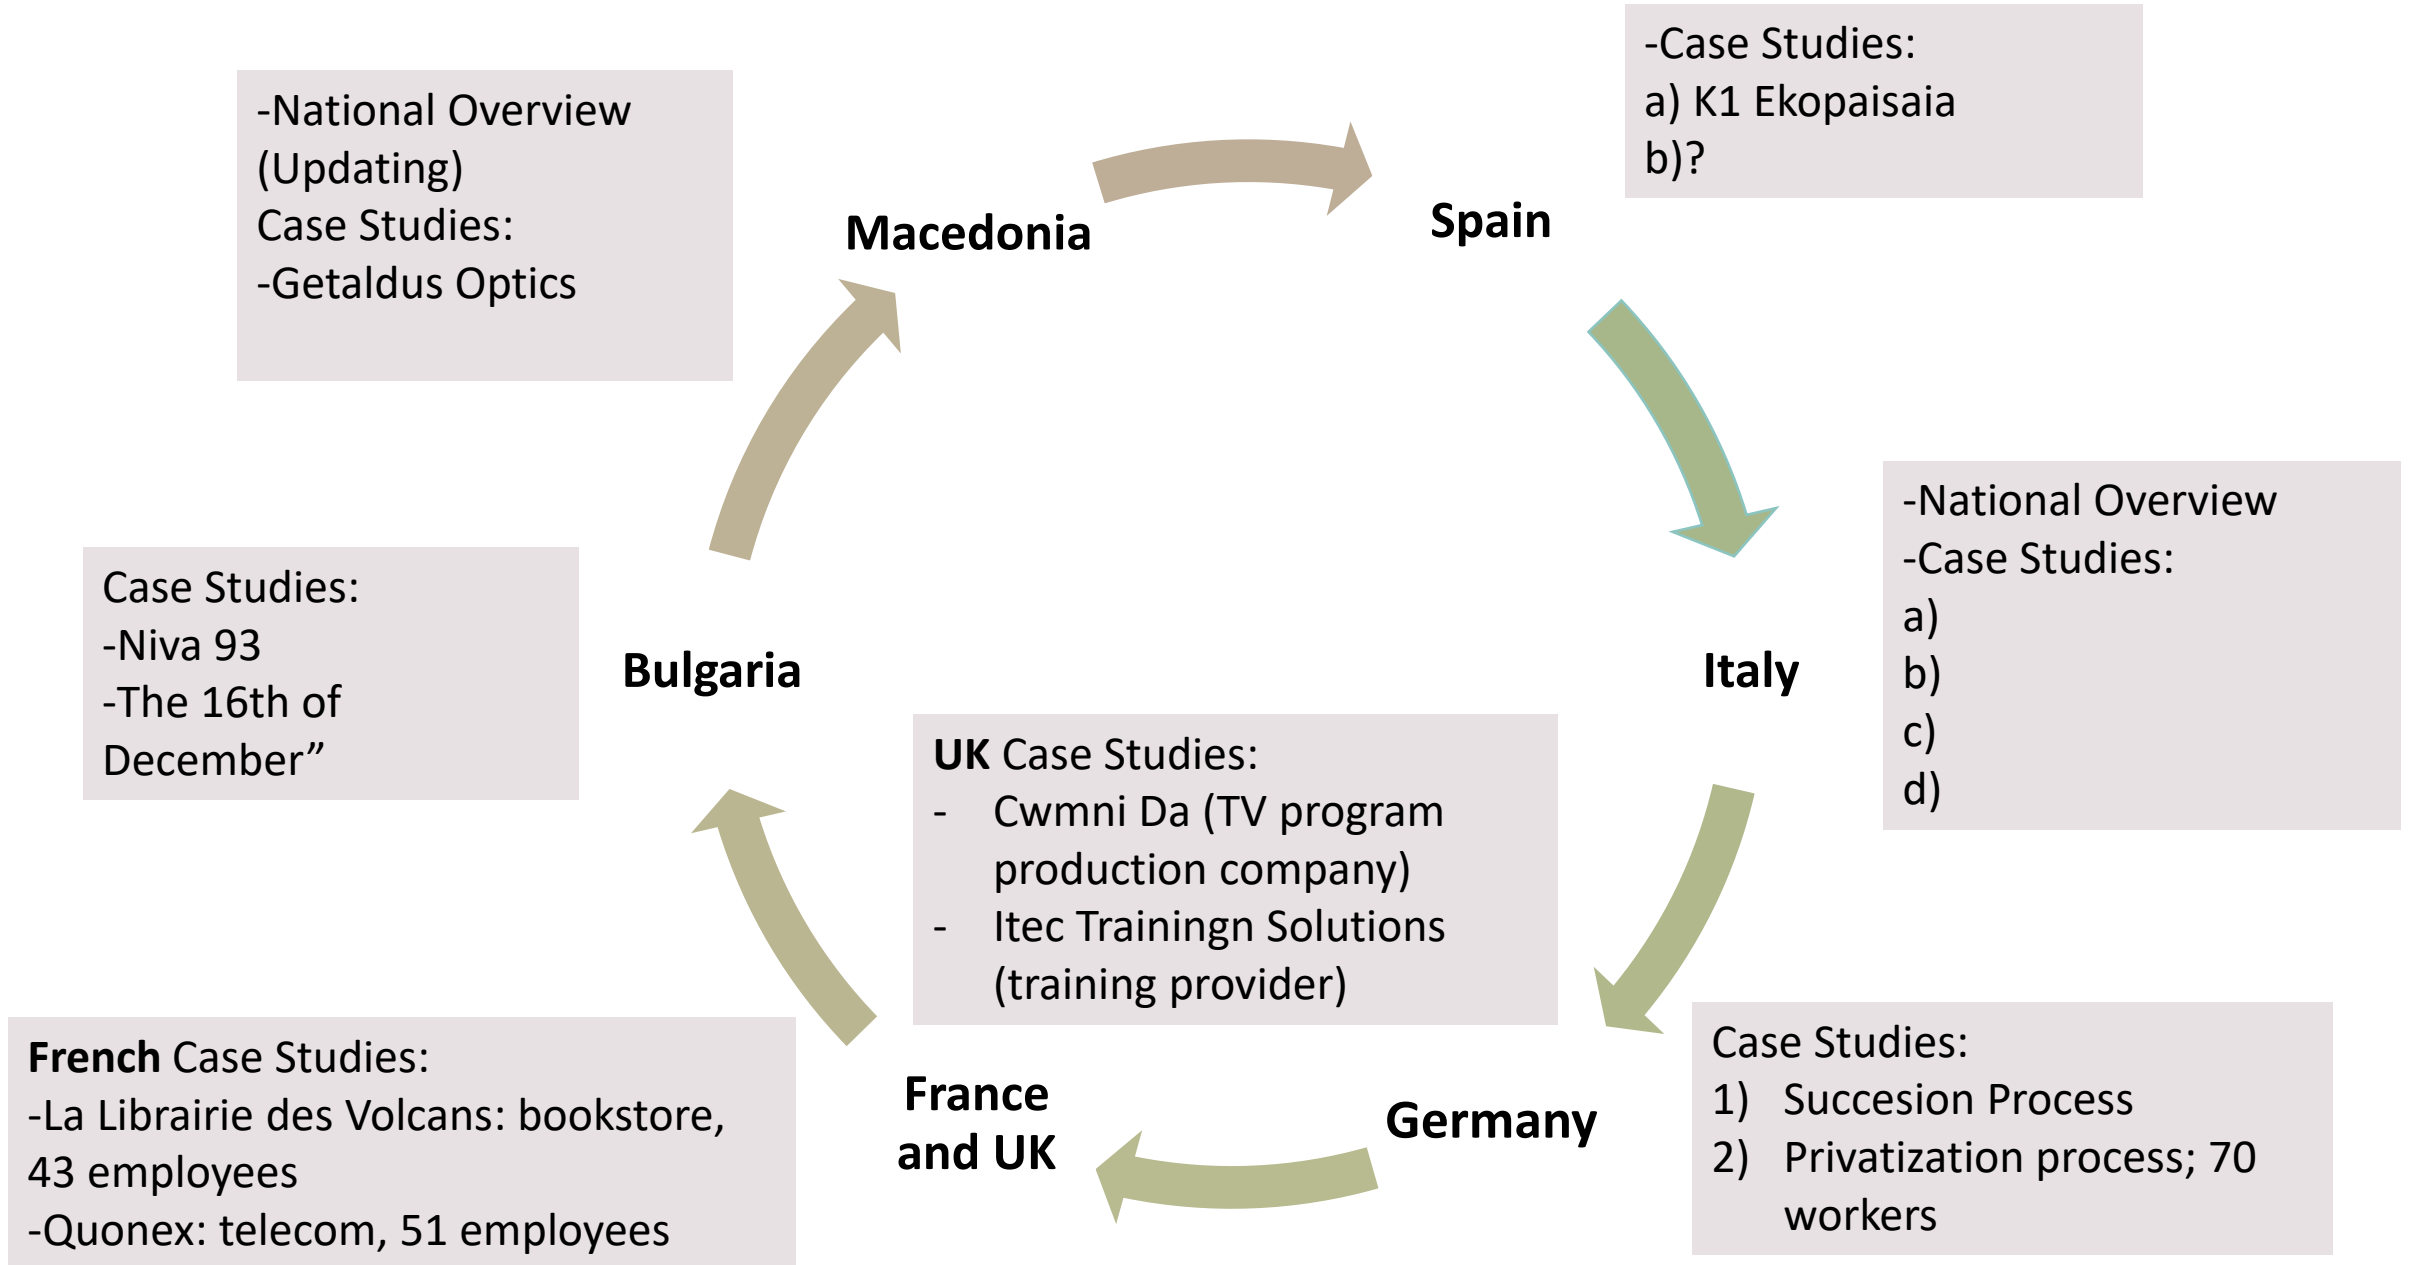 -National Overview
(Updating)
Case Studies:
-Getaldus Optics
Macedonia
-Case Studies:
a) K1 Ekopaisaia
b)?
Spain
-National Overview
-Case Studies:
a)
b)
c)
d)
Italy
Case Studies:
-Niva 93
-The 16th of
December”
Bulgaria
UK Case Studies:
- Cwmni Da (TV program
production company)
- Itec Trainingn Solutions
(training provider)
French Case Studies:
-La Librairie des Volcans: bookstore,
43 employees
-Quonex: telecom, 51 employees
France
and UK
Germany
Case Studies:
1) Succesion Process
2) Privatization process; 70
workers